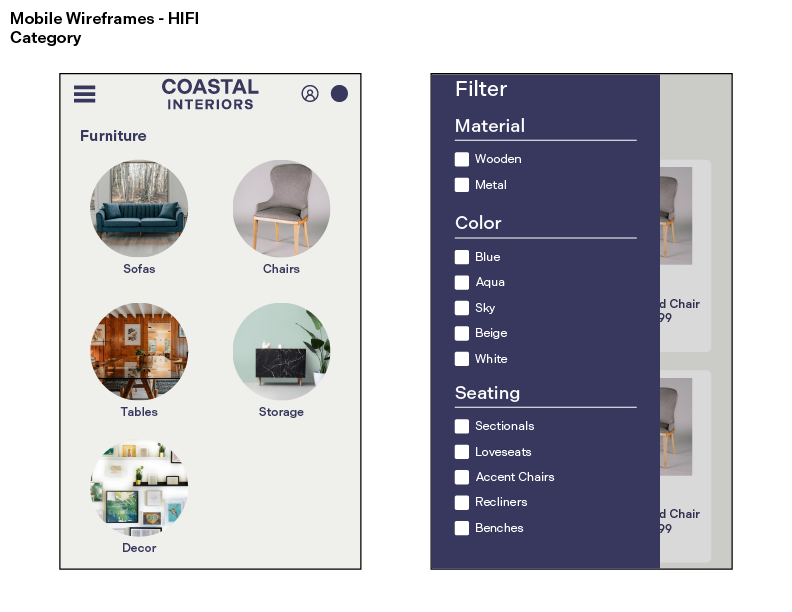 Mobile Wireframes - HIFI
Category
COASTAL
INTERIORS
Furniture
Sofas
Chairs
Tables
Storage
Decor
Filter
Material
Wooden
Metal
Color
Blue
Aqua
Sky
Beige
White
Seating
Sectionals
Loveseats
Accent Chairs
Recliners
Benches
d Chair
99
d Chair
99